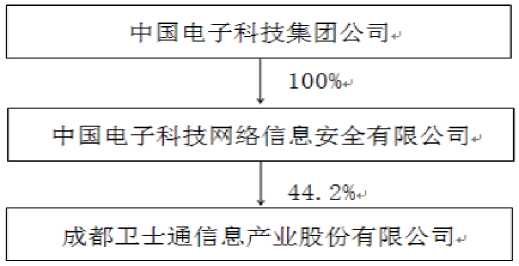 中国电子科技集团公司
100%
中国电子科技网络信息安全有限公司
44.2%
成都卫士通信息产业股份有限公司